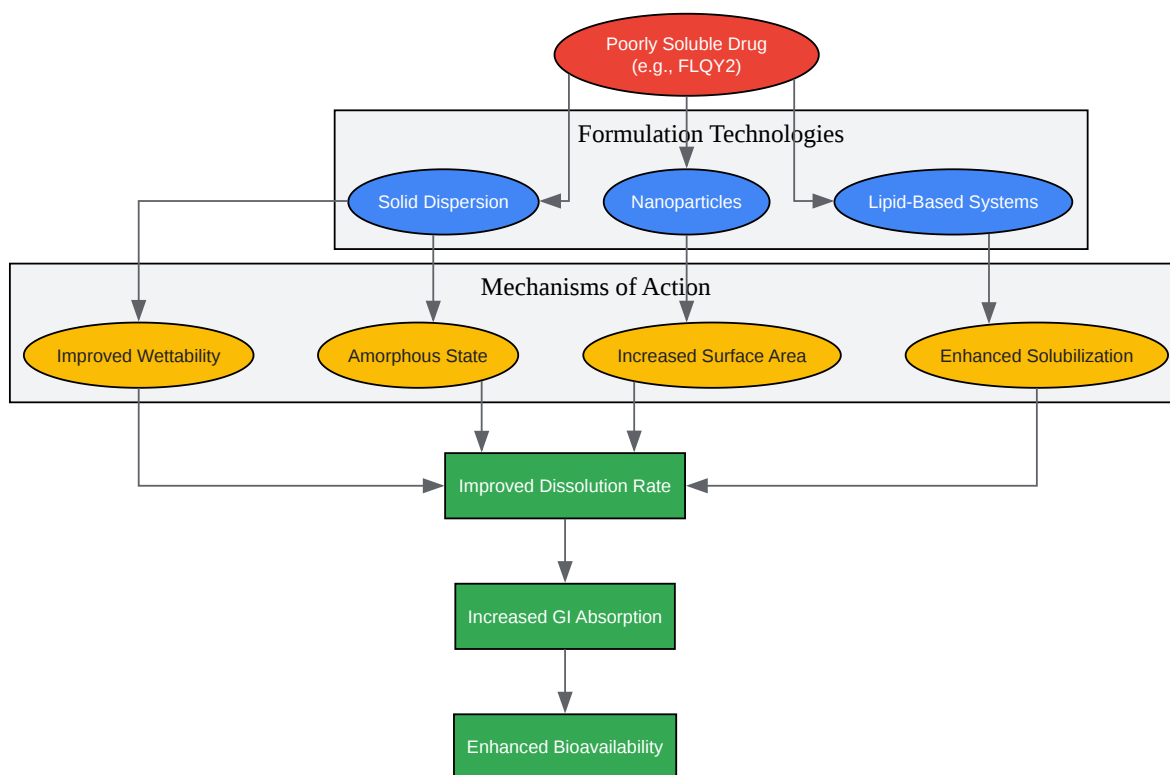 Poorly Soluble Drug
(e.g., FLQY2)
Formulation Technologies
Solid Dispersion
Nanoparticles
Lipid-Based Systems
Mechanisms of Action
Improved Wettability
Amorphous State
Increased Surface Area
Enhanced Solubilization
Improved Dissolution Rate
Increased GI Absorption
Enhanced Bioavailability